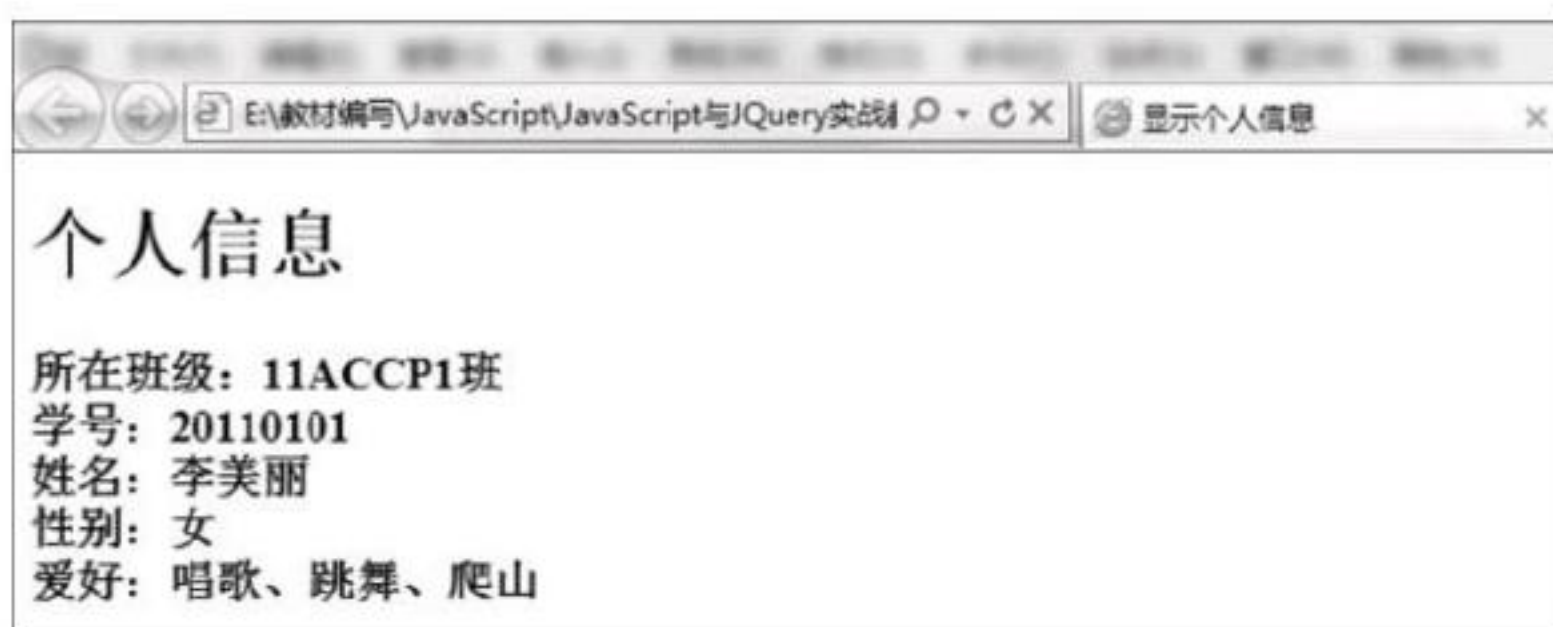 E:\教材编写\JavaScript\JavaScript与JQuery实战
显示个人信息
个人信息
所在班级：11ACCP1班
学号：20110101
姓名：李美丽
性别：女
爱好：唱歌、跳舞、爬山